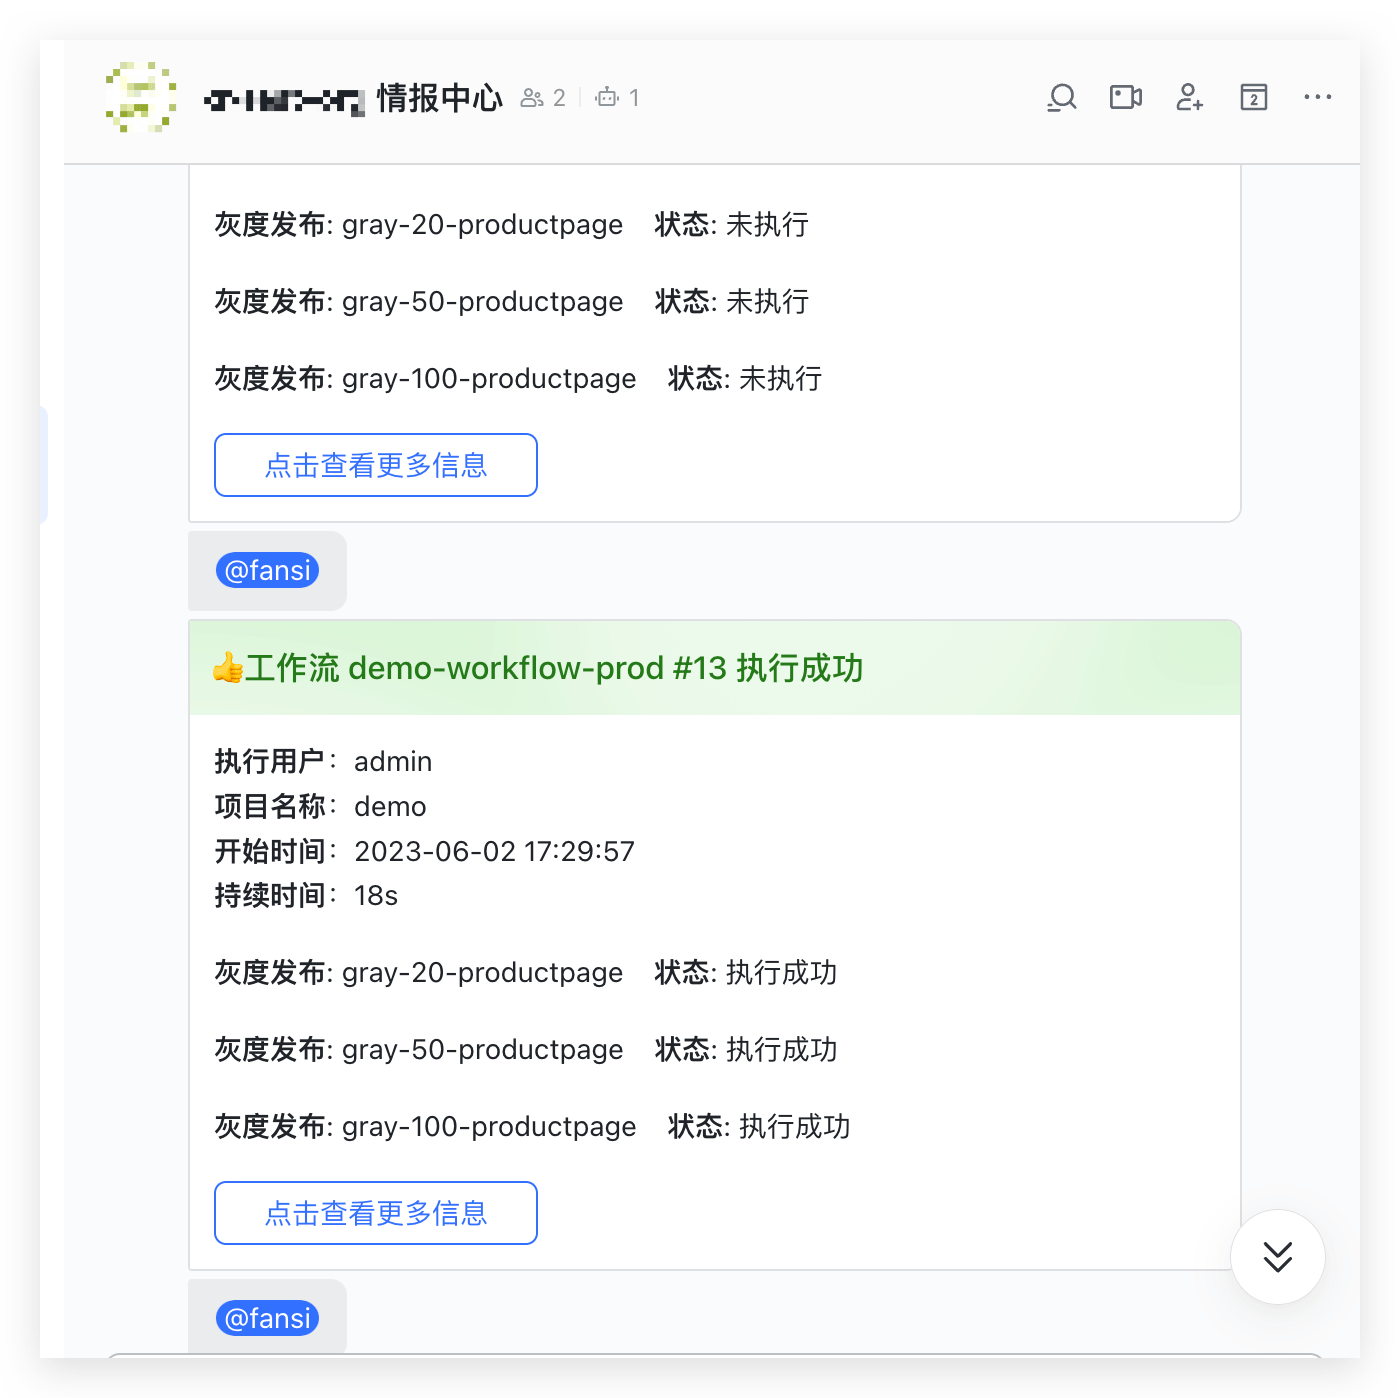 情报中心 2 1
2
灰度发布: gray-20-productpage 状态: 未执行
灰度发布: gray-50-productpage 状态: 未执行
灰度发布: gray-100-productpage 状态: 未执行
点击查看更多信息
@fansi
👍工作流 demo-workflow-prod #13 执行成功
执行用户：admin
项目名称：demo
开始时间：2023-06-02 17:29:57
持续时间：18s
灰度发布: gray-20-productpage 状态: 执行成功
灰度发布: gray-50-productpage 状态: 执行成功
灰度发布: gray-100-productpage 状态: 执行成功
点击查看更多信息
@fansi